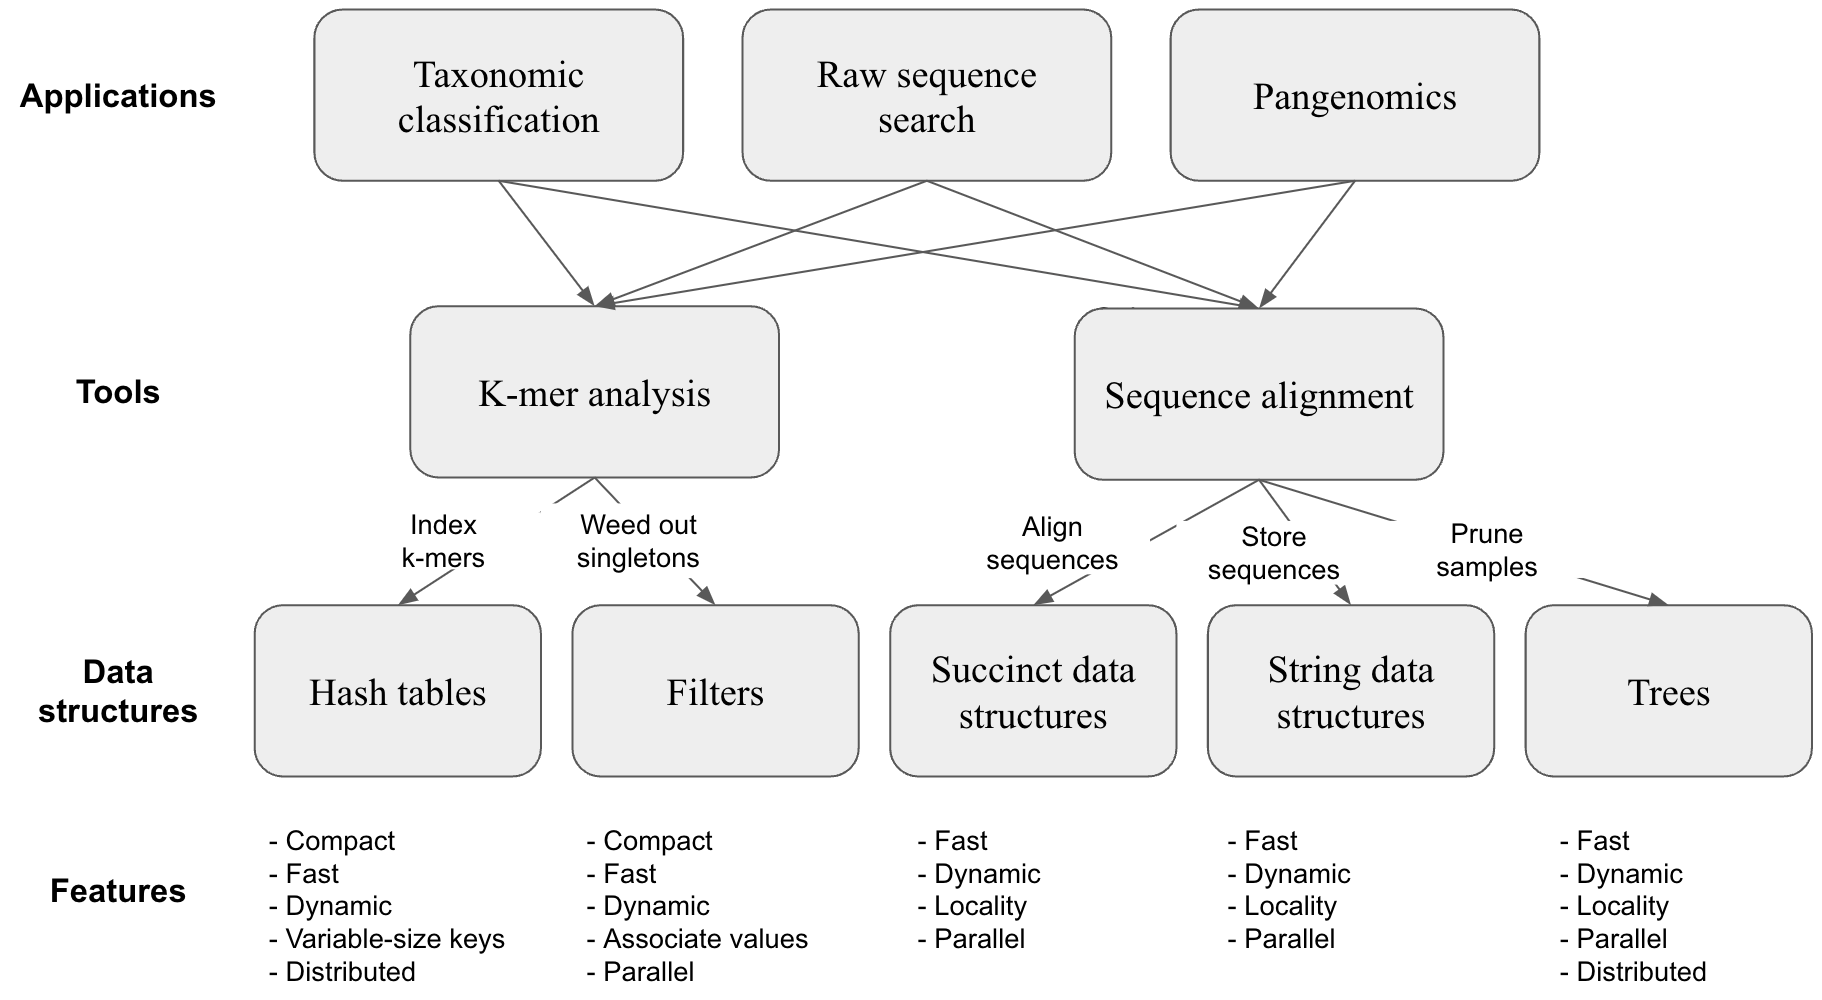 Applications
Taxonomic
classification
Raw sequence
search
Pangenomics
Tools
K-mer analysis
Sequence alignment
Index
k-mers
Weed out
singletons
Align
sequences
Store
sequences
Prune
samples
Data
structures
Hash tables
Filters
Succinct data
structures
String data
structures
Trees
Features
- Compact
- Fast
- Dynamic
- Variable-size keys
- Distributed
- Compact
- Fast
- Dynamic
- Associate values
- Parallel
- Fast
- Dynamic
- Locality
- Parallel
- Fast
- Dynamic
- Locality
- Parallel
- Fast
- Dynamic
- Locality
- Parallel
- Distributed